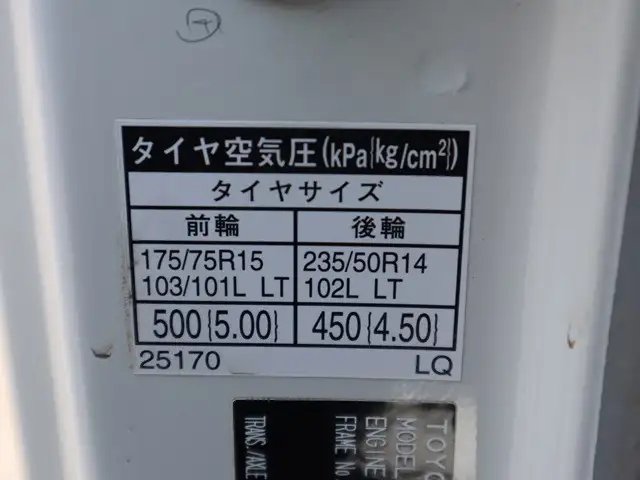 タイヤ空気圧(kPa{kg/cm²})
タイヤサイズ
前輪 後輪
175/75R15 235/50R14
103/101L LT 102L LT
500{5.00} 450{4.50}
25170 LQ
TOYO
MODEL
ENGINE
FRAME No.
TRANS./AXLE